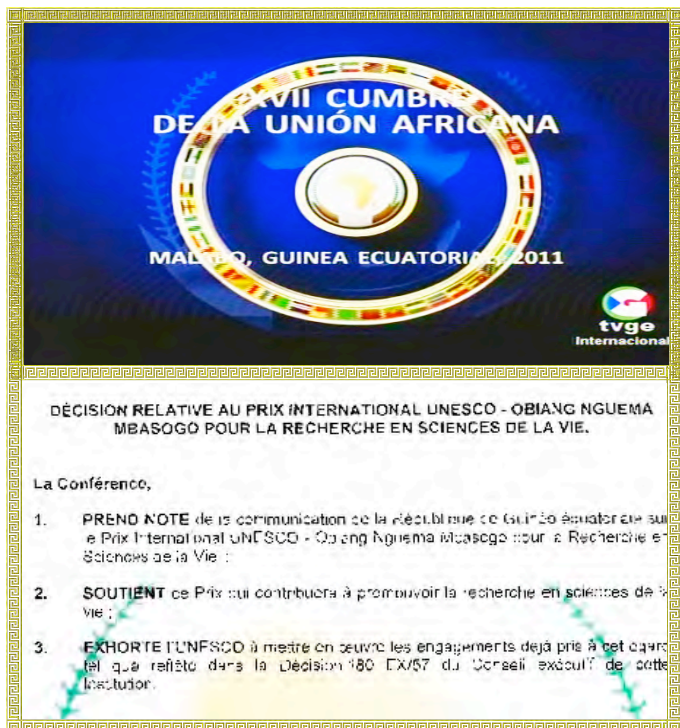 XVII CUMBRE
DE LA UNIÓN AFRICANA
MALABO, GUINEA ECUATORIAL, 2011
tvge
Internacional
DÉCISION RELATIVE AU PRIX INTERNATIONAL UNESCO - OBIANG NGUEMA
MBASOGO POUR LA RECHERCHE EN SCIENCES DE LA VIE.
La Conférence,
1. PREND NOTE de la communication de la République de Guinée équatoriale sur
le Prix International UNESCO - Obiang Nguema Mbasogo pour la Recherche en
Sciences de la Vie ;
2. SOUTIENT ce Prix qui contribuera à promouvoir la recherche en sciences de la
vie ;
3. EXHORTE l'UNESCO à mettre en œuvre les engagements déjà pris à cet égard
tel que reflété dans la Décision 180 EX/57 du Conseil exécutif de cette
Institution.